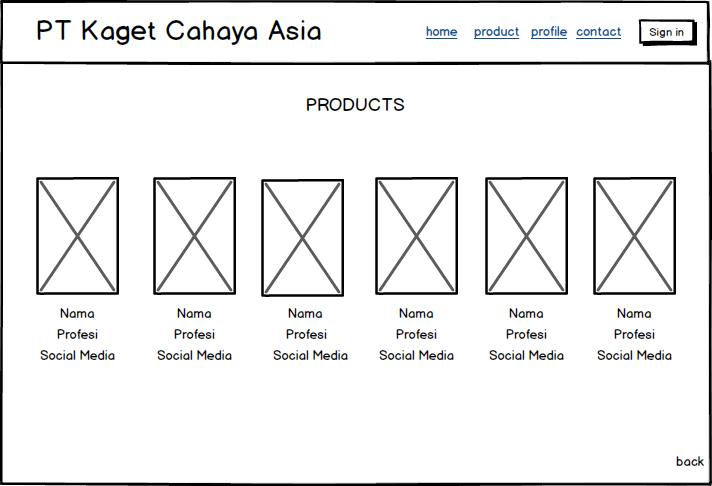 PT Kaget Cahaya Asia
home product profile contact Sign in
PRODUCTS
Nama Nama Nama Nama Nama Nama
Profesi Profesi Profesi Profesi Profesi Profesi
Social Media Social Media Social Media Social Media Social Media Social Media
back